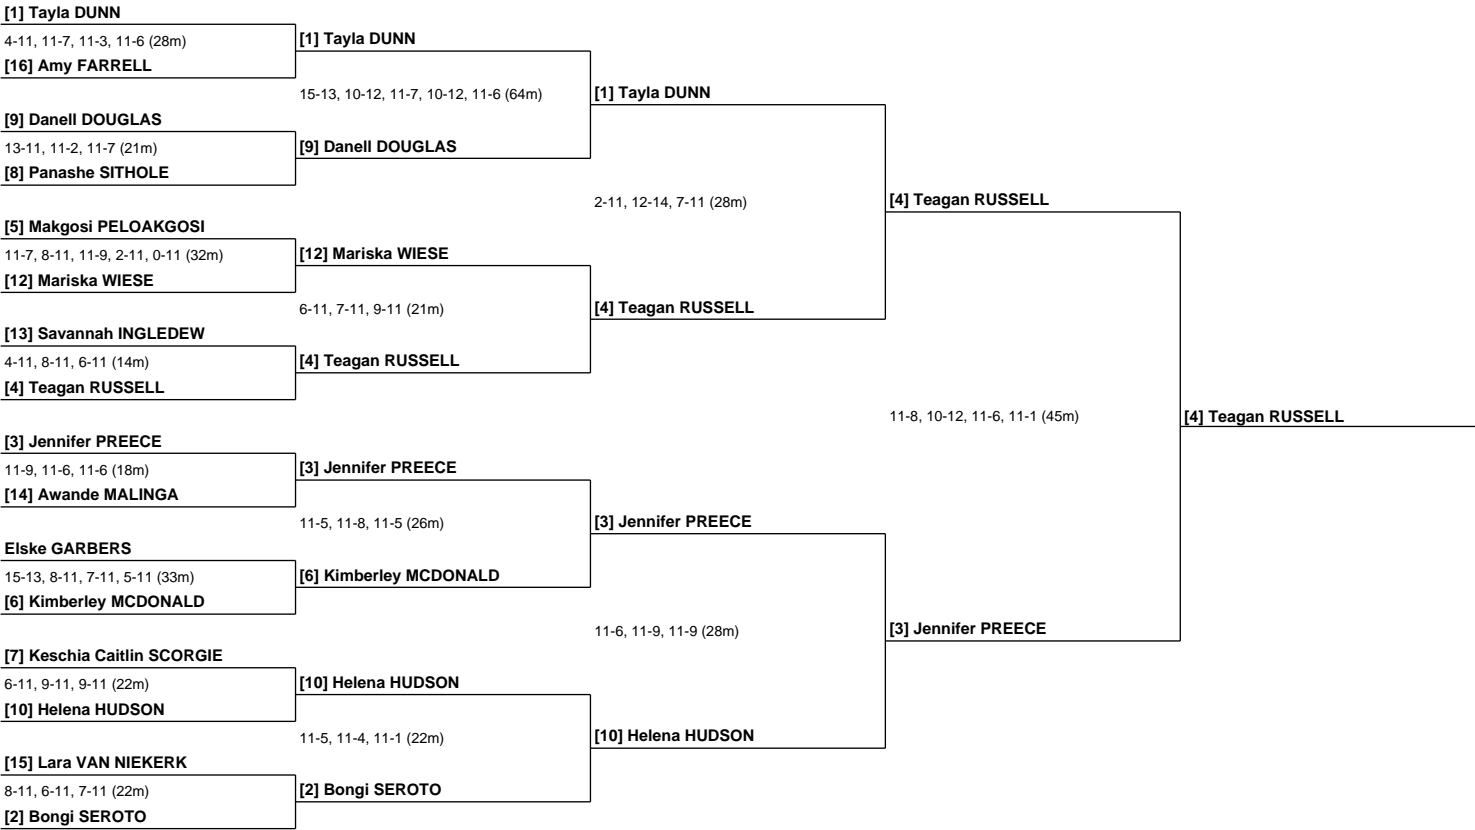 [1] Tayla DUNN
4-11, 11-7, 11-3, 11-6 (28m)
[16] Amy FARRELL
[9] Danell DOUGLAS
13-11, 11-2, 11-7 (21m)
[8] Panashe SITHOLE
[5] Makgosi PELOAKGOSI
11-7, 8-11, 11-9, 2-11, 0-11 (32m)
[12] Mariska WIESE
[13] Savannah INGLEDEW
4-11, 8-11, 6-11 (14m)
[4] Teagan RUSSELL
[3] Jennifer PREECE
11-9, 11-6, 11-6 (18m)
[14] Awande MALINGA
Elske GARBERS
15-13, 8-11, 7-11, 5-11 (33m)
[6] Kimberley MCDONALD
[7] Keschia Caitlin SCORGIE
6-11, 9-11, 9-11 (22m)
[10] Helena HUDSON
[15] Lara VAN NIEKERK
8-11, 6-11, 7-11 (22m)
[2] Bongi SEROTO
[1] Tayla DUNN
15-13, 10-12, 11-7, 10-12, 11-6 (64m)
[9] Danell DOUGLAS
[12] Mariska WIESE
6-11, 7-11, 9-11 (21m)
[4] Teagan RUSSELL
[3] Jennifer PREECE
11-5, 11-8, 11-5 (26m)
[6] Kimberley MCDONALD
[10] Helena HUDSON
11-5, 11-4, 11-1 (22m)
[2] Bongi SEROTO
[1] Tayla DUNN
2-11, 12-14, 7-11 (28m)
[4] Teagan RUSSELL
[3] Jennifer PREECE
11-6, 11-9, 11-9 (28m)
[10] Helena HUDSON
[4] Teagan RUSSELL
11-8, 10-12, 11-6, 11-1 (45m)
[3] Jennifer PREECE
[4] Teagan RUSSELL